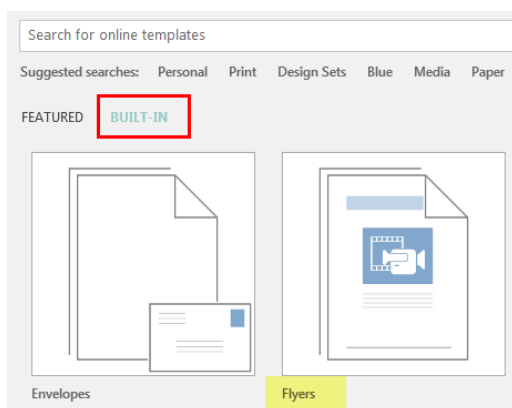 Search for online templates
Suggested searches: Personal Print Design Sets Blue Media Paper
FEATURED BUILT-IN
Envelopes Flyers